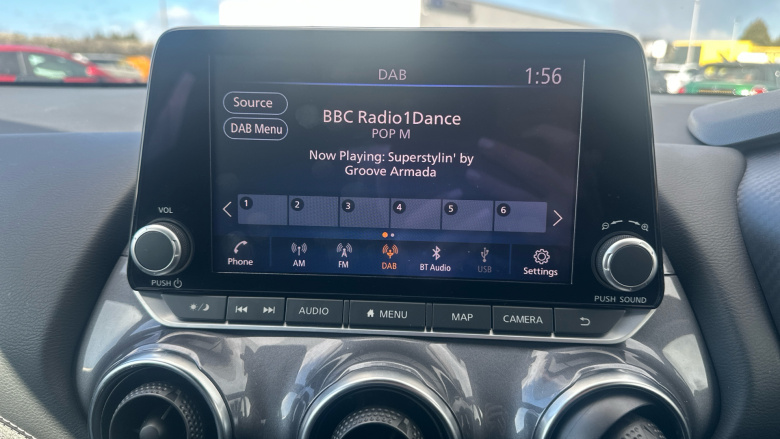 DAB
1:56
Source
BBC Radio1Dance
POP M
DAB Menu
Now Playing: Superstylin' by
Groove Armada
1 2 3 4 5 6
Phone
AM
FM
DAB
BT Audio
USB
Settings
VOL
PUSH
PUSH SOUND
AUDIO
MENU
MAP
CAMERA